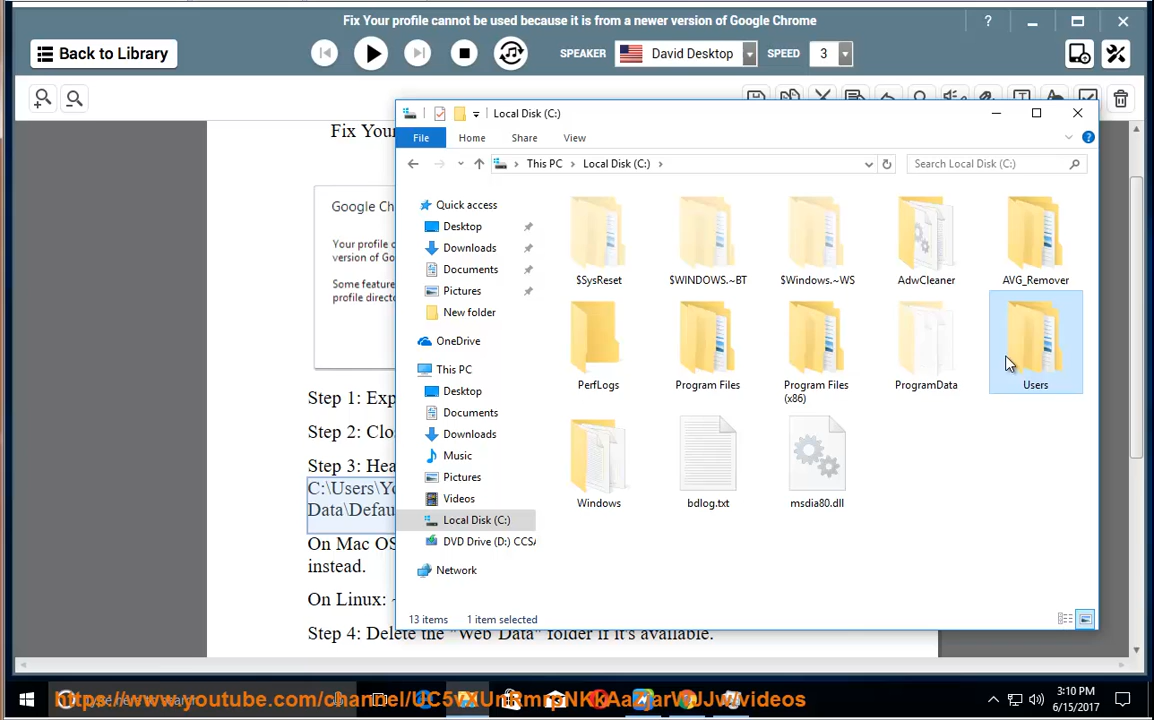 Fix Your profile cannot be used because it is from a newer version of Google Chrome
?
Back to Library
SPEAKER
David Desktop
SPEED
3
Fix Your
Google Ch
Your profile c
version of Go
Some feature
profile directo
Step 1: Exp
Step 2: Clo
Step 3: Hea
C:\Users\Yo
Data\Defau
On Mac OS
instead.
On Linux: ~
Step 4: Delete the "Web Data" folder if it's available.
Local Disk (C:)
File
Home
Share
View
This PC
Local Disk (C:)
Search Local Disk (C:)
Quick access
Desktop
Downloads
Documents
Pictures
New folder
OneDrive
This PC
Desktop
Documents
Downloads
Music
Pictures
Videos
Local Disk (C:)
DVD Drive (D:) CCSA
Network
$SysReset
$WINDOWS.~BT
$Windows.~WS
AdwCleaner
AVG_Remover
PerfLogs
Program Files
Program Files
(x86)
ProgramData
Users
Windows
bdlog.txt
msdia80.dll
13 items
1 item selected
3:10 PM
6/15/2017